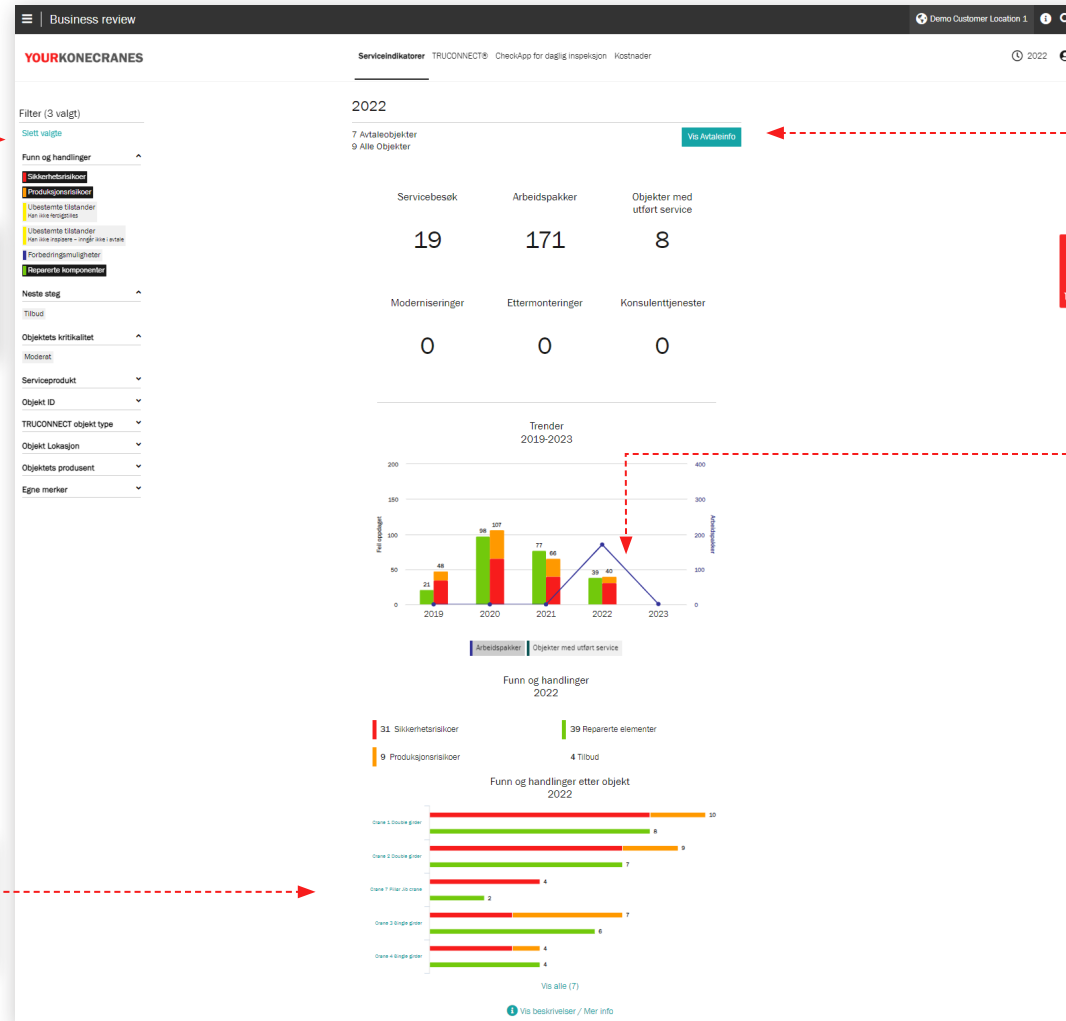 Business review
Demo Customer Location 1
YOURKONECRANES
Serviceindikatorer TRUCONNECT® CheckApp for daglig inspeksjon Kostnader
2022
Filter (3 valgt)
Slett valgte
Funn og handlinger
Sikkerhetsrisikoer
Produksjonsrisikoer
Ubestemte tilstander
Kan ikke ferdigstilles
Ubestemte tilstander
Kan ikke inspisere – inngår ikke i avtale
Forbedringsmuligheter
Reparerte komponenter
Neste steg
Tilbud
Objektets kritikalitet
Moderat
Serviceprodukt
Objekt ID
TRUCONNECT objekt type
Objekt Lokasjon
Objektets produsent
Egne merker
2022
7 Avtaleobjekter
9 Alle Objekter
Vis Avtaleinfo
Servicebesøk
19
Arbeidspakker
171
Objekter med
utført service
8
Moderniseringer
0
Ettermonteringer
0
Konsulenttjenester
0
Trender
2019-2023
200
150
100
50
0
Feil oppdaget
400
300
200
100
0
Arbeidspakker
21
48
98
107
77
66
39
40
2019 2020 2021 2022 2023
Arbeidspakker
Objekter med utført service
Funn og handlinger
2022
31 Sikkerhetsrisikoer
39 Reparerte elementer
9 Produksjonsrisikoer
4 Tilbud
Funn og handlinger etter objekt
2022
Crane 1 Double girder
10
8
Crane 2 Double girder
9
7
Crane 7 Pillar Jib crane
4
2
Crane 3 Single girder
7
6
Crane 4 Single girder
4
4
Vis alle (7)
Vis beskrivelser / Mer info